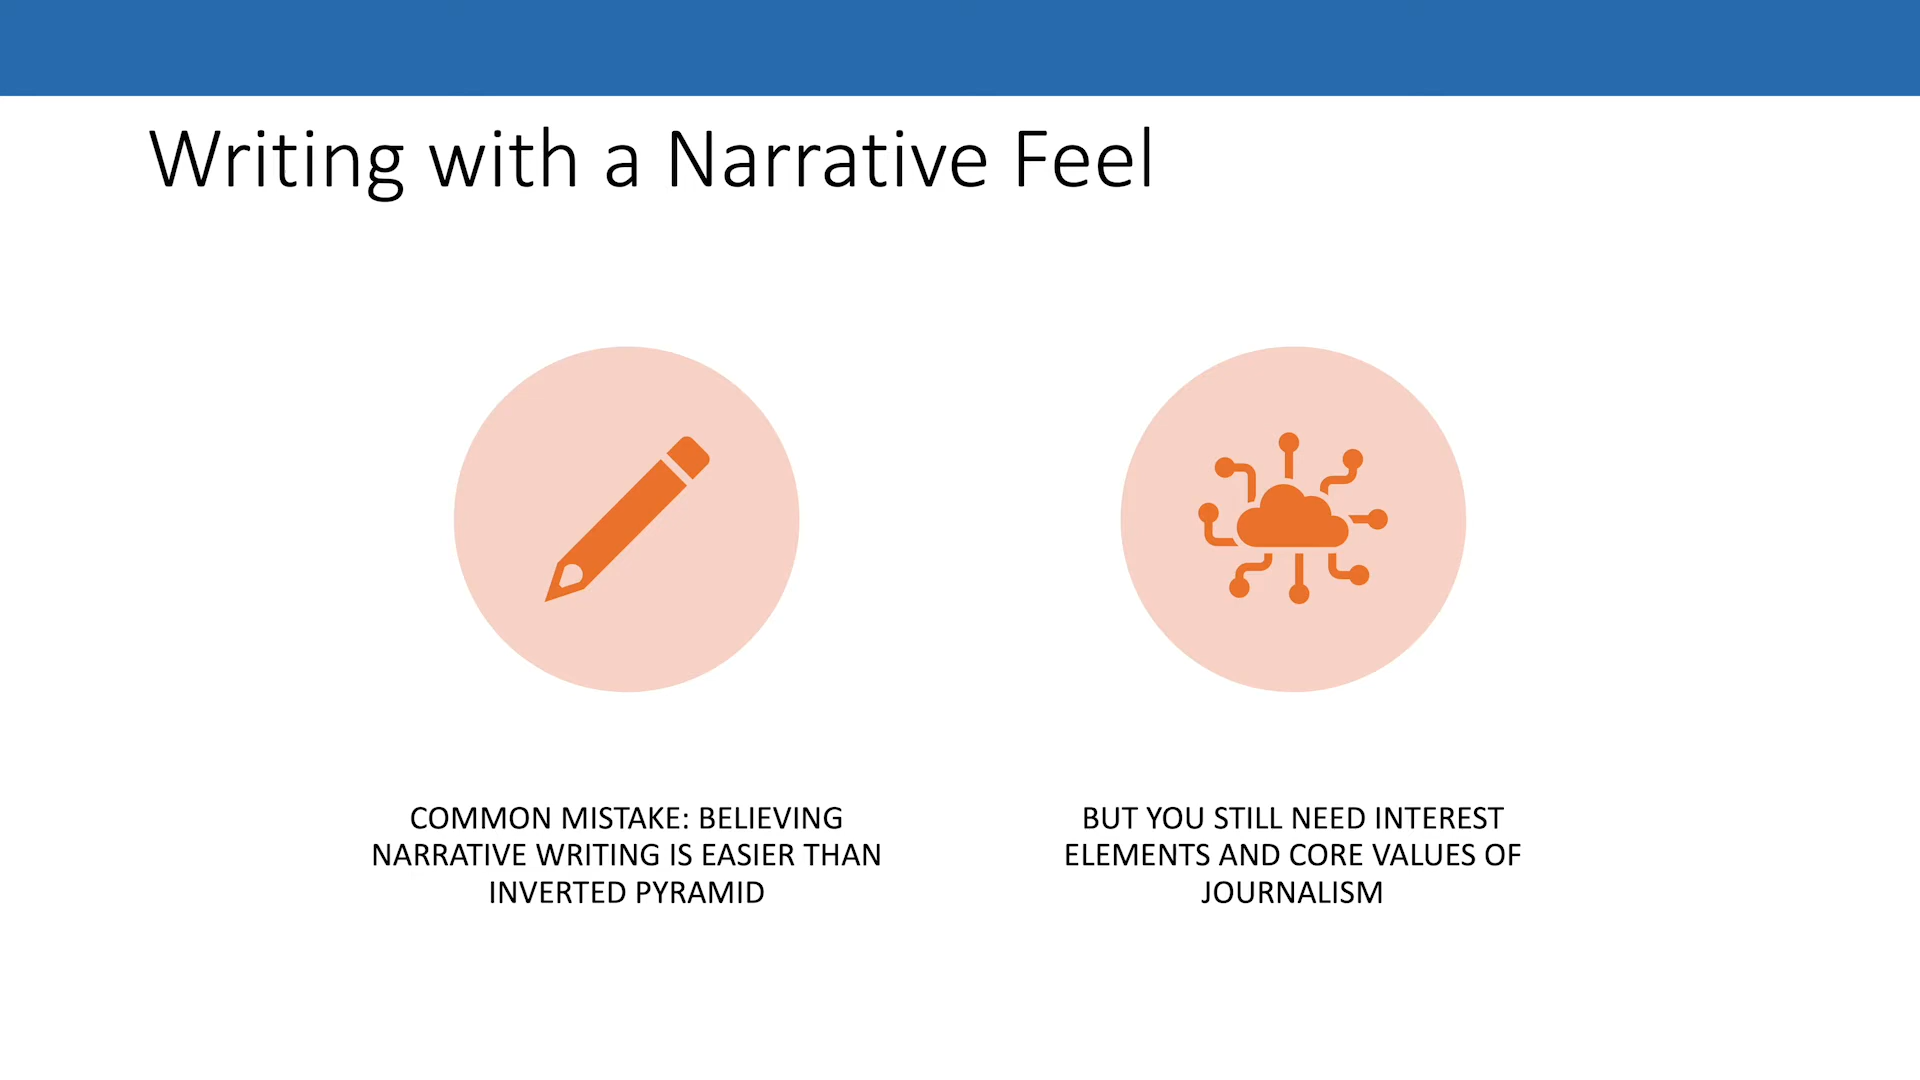 Writing with a Narrative Feel
COMMON MISTAKE: BELIEVING
NARRATIVE WRITING IS EASIER THAN
INVERTED PYRAMID
BUT YOU STILL NEED INTEREST
ELEMENTS AND CORE VALUES OF
JOURNALISM